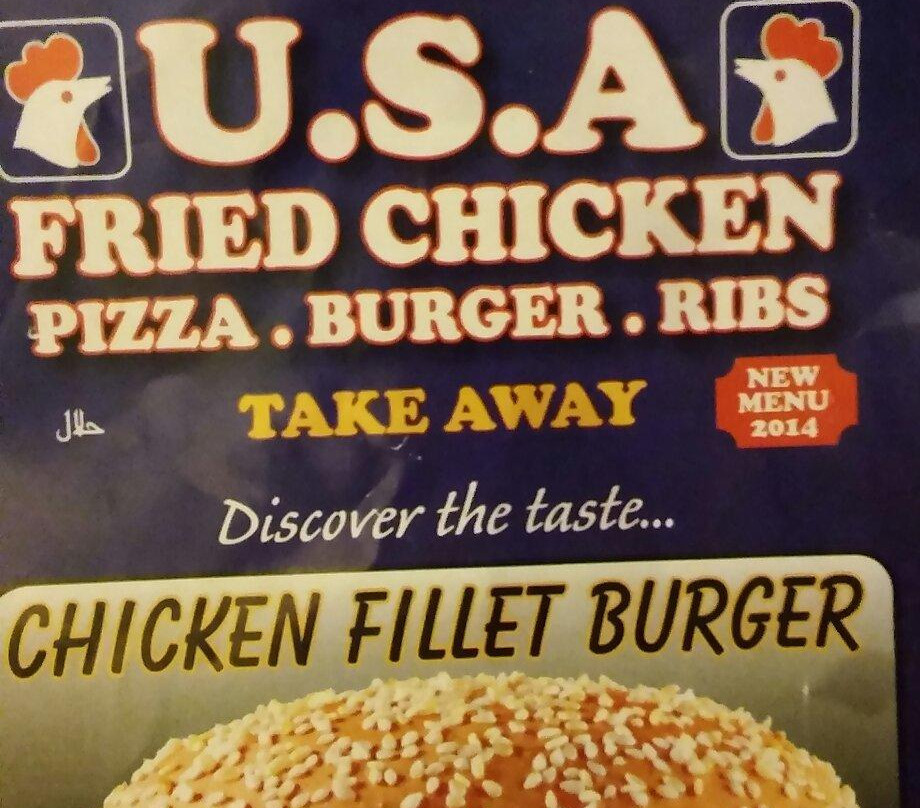 U.S.A
FRIED CHICKEN
PIZZA . BURGER . RIBS
حلال
TAKE AWAY
NEW
MENU
2014
Discover the taste...
CHICKEN FILLET BURGER